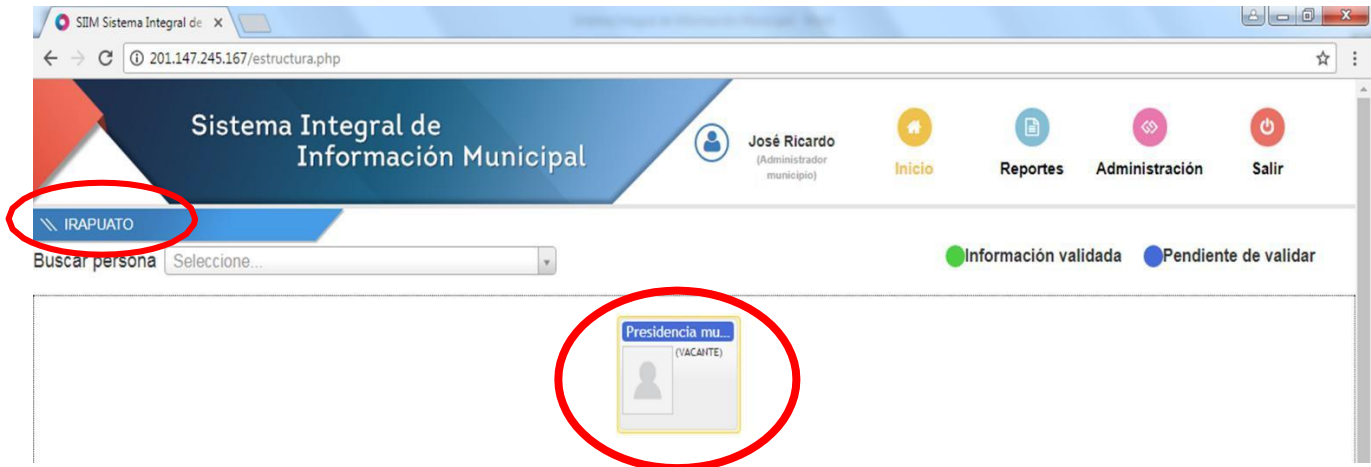 SIIM Sistema Integral de
201.147.245.167/estructura.php
Sistema Integral de
Información Municipal
José Ricardo
(Administrador
municipio)
Inicio
Reportes
Administración
Salir
IRAPUATO
Buscar persona
Seleccione...
Información validada
Pendiente de validar
Presidencia mu...
(VACANTE)